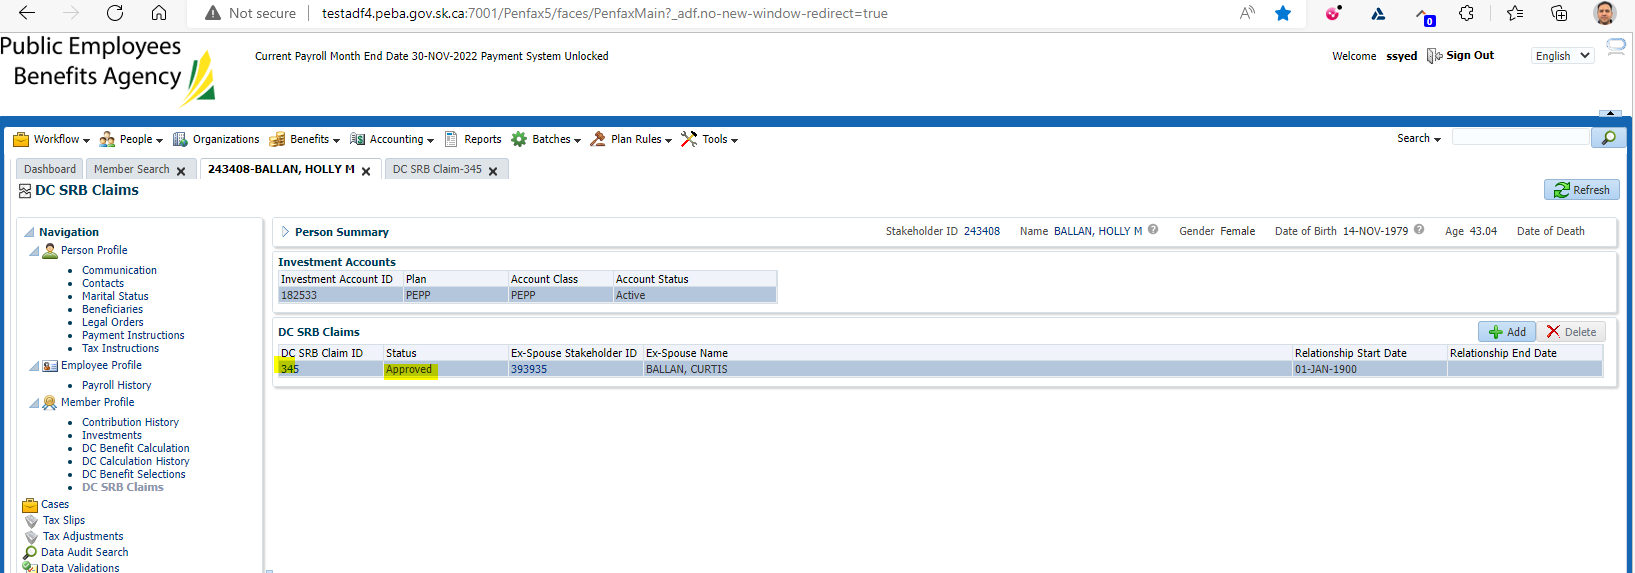 Not secure | testadf4.peba.gov.sk.ca:7001/Penfax5/faces/PenfaxMain?_adf.no-new-window-redirect=true
0
Public Employees
Benefits Agency
Current Payroll Month End Date 30-NOV-2022 Payment System Unlocked
Welcome ssyed Sign Out English
Workflow People Organizations Benefits Accounting Reports Batches Plan Rules Tools Search
Dashboard Member Search 243408-BALLAN, HOLLY M DC SRB Claim-345
DC SRB Claims Refresh
Navigation
Person Profile
Communication
Contacts
Marital Status
Beneficiaries
Legal Orders
Payment Instructions
Tax Instructions
Employee Profile
Payroll History
Member Profile
Contribution History
Investments
DC Benefit Calculation
DC Calculation History
DC Benefit Selections
DC SRB Claims
Cases
Tax Slips
Tax Adjustments
Data Audit Search
Data Validations
Person Summary Stakeholder ID 243408 Name BALLAN, HOLLY M Gender Female Date of Birth 14-NOV-1979 Age 43.04 Date of Death
Investment Accounts
Investment Account ID Plan Account Class Account Status
182533 PEPP PEPP Active
DC SRB Claims Add Delete
DC SRB Claim ID Status Ex-Spouse Stakeholder ID Ex-Spouse Name Relationship Start Date Relationship End Date
345 Approved 393935 BALLAN, CURTIS 01-JAN-1900